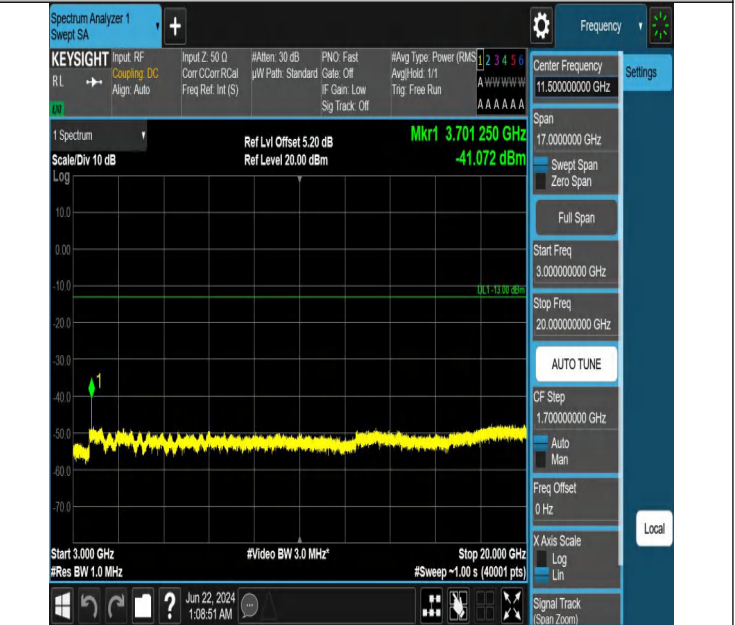 Spectrum Analyzer 1
Swept SA
+
Frequency
KEYSIGHT
RL
Input: RF
Coupling: DC
Align: Auto
Input Z: 50 Ω
Corr CCorr RCal
Freq Ref: Int (S)
#Atten: 30 dB
µW Path: Standard
PNO: Fast
Gate: Off
IF Gain: Low
Sig Track: Off
#Avg Type: Power (RMS
Avg|Hold: 1/1
Trig: Free Run
1 2 3 4 5 6
A W W W W W
A A A A A A
1 Spectrum
Scale/Div 10 dB
Log
Ref Lvl Offset 5.20 dB
Ref Level 20.00 dBm
Mkr1 3.701 250 GHz
-41.072 dBm
10.0
0.00
-10.0
DL1 -13.00 dBm
-20.0
-30.0
1
-40.0
-50.0
-60.0
-70.0
Start 3.000 GHz
#Res BW 1.0 MHz
#Video BW 3.0 MHz*
Stop 20.000 GHz
#Sweep ~1.00 s (40001 pts)
?
Jun 22, 2024
1:08:51 AM
Center Frequency
11.500000000 GHz
Settings
Span
17.0000000 GHz
Swept Span
Zero Span
Full Span
Start Freq
3.000000000 GHz
Stop Freq
20.000000000 GHz
AUTO TUNE
CF Step
1.700000000 GHz
Auto
Man
Freq Offset
0 Hz
X Axis Scale
Log
Lin
Local
Signal Track
(Span Zoom)